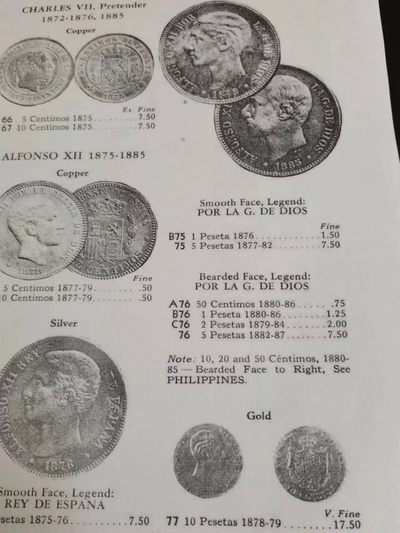 CHARLES VII, Pretender
1872-1876, 1885
Copper
Ex. Fine
66 5 Centimos 1875 ......... 7.50
67 10 Centimos 1875 ......... 7.50
ALFONSO XII 1875-1885
Copper
Fine
5 Centimos 1877-79 ..... .50
10 Centimos 1877-79 ..... .50
Silver
Smooth Face, Legend:
REY DE ESPANA
esetas 1875-76 ......... 7.50
Smooth Face, Legend:
POR LA G. DE DIOS
Fine
B75 1 Peseta 1876 ........... 1.50
75 5 Pesetas 1877-82 ......... 7.50
Bearded Face, Legend:
POR LA G. DE DIOS
A76 50 Centimos 1880-86 ..... .75
B76 1 Peseta 1880-86 ........ 1.25
C76 2 Pesetas 1879-84 ........ 2.00
76 5 Pesetas 1882-87 ........ 7.50
Note: 10, 20 and 50 Céntimos, 1880-
85 — Bearded Face to Right, See
PHILIPPINES.
Gold
V. Fine
77 10 Pesetas 1878-79 ...... 17.50